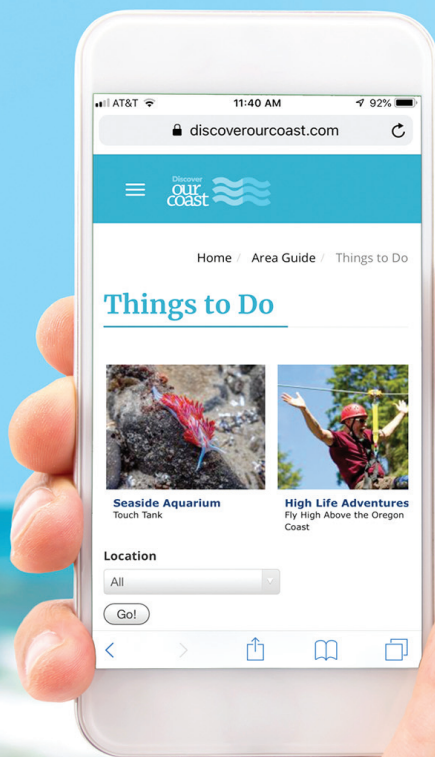 AT&T 11:40 AM 92%
discoverourcoast.com
Discover
our
coast
Home / Area Guide / Things to Do
Things to Do
Seaside Aquarium
Touch Tank
High Life Adventures
Fly High Above the Oregon
Coast
Location
All
Go!